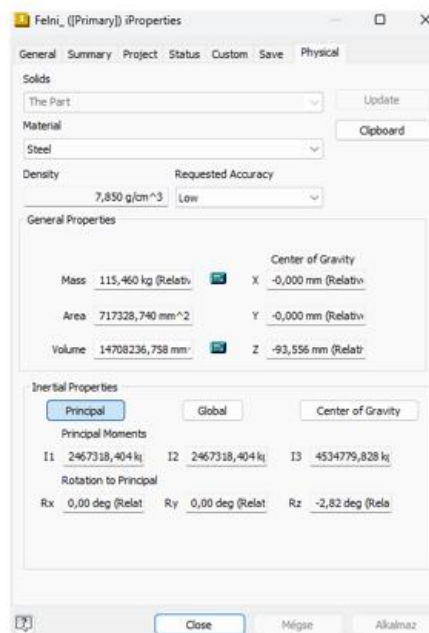 Felni_ ([Primary]) iProperties
General Summary Project Status Custom Save Physical
Solids
The Part
Update
Material
Clipboard
Steel
Density Requested Accuracy
7,850 g/cm^3 Low
General Properties
Center of Gravity
Mass 115,460 kg (Relativ X -0,000 mm (Relativ
Area 717328,740 mm^2 Y -0,000 mm (Relativ
Volume 14708236,758 mm Z -93,556 mm (Relati
Inertial Properties
Principal Global Center of Gravity
Principal Moments
I1 2467318,404 k I2 2467318,404 k I3 4534779,828 k
Rotation to Principal
Rx 0,00 deg (Relat Ry 0,00 deg (Relat Rz -2,82 deg (Rela
Close Mégse Alkalmaz